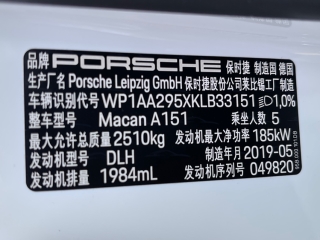 品牌 PORSCHE 保时捷 制造国 德国
生产厂名 Porsche Leipzig GmbH 保时捷股份公司莱比锡工厂制造
车辆识别代号 WP1AA295XKLB33151 1,0%
整车型号 Macan A151 乘坐人数 5
最大允许总质量 2510kg 发动机最大净功率 185kW
发动机型号 DLH 制造年月 2019-05
发动机排量 1984mL 发动机序列号 049820